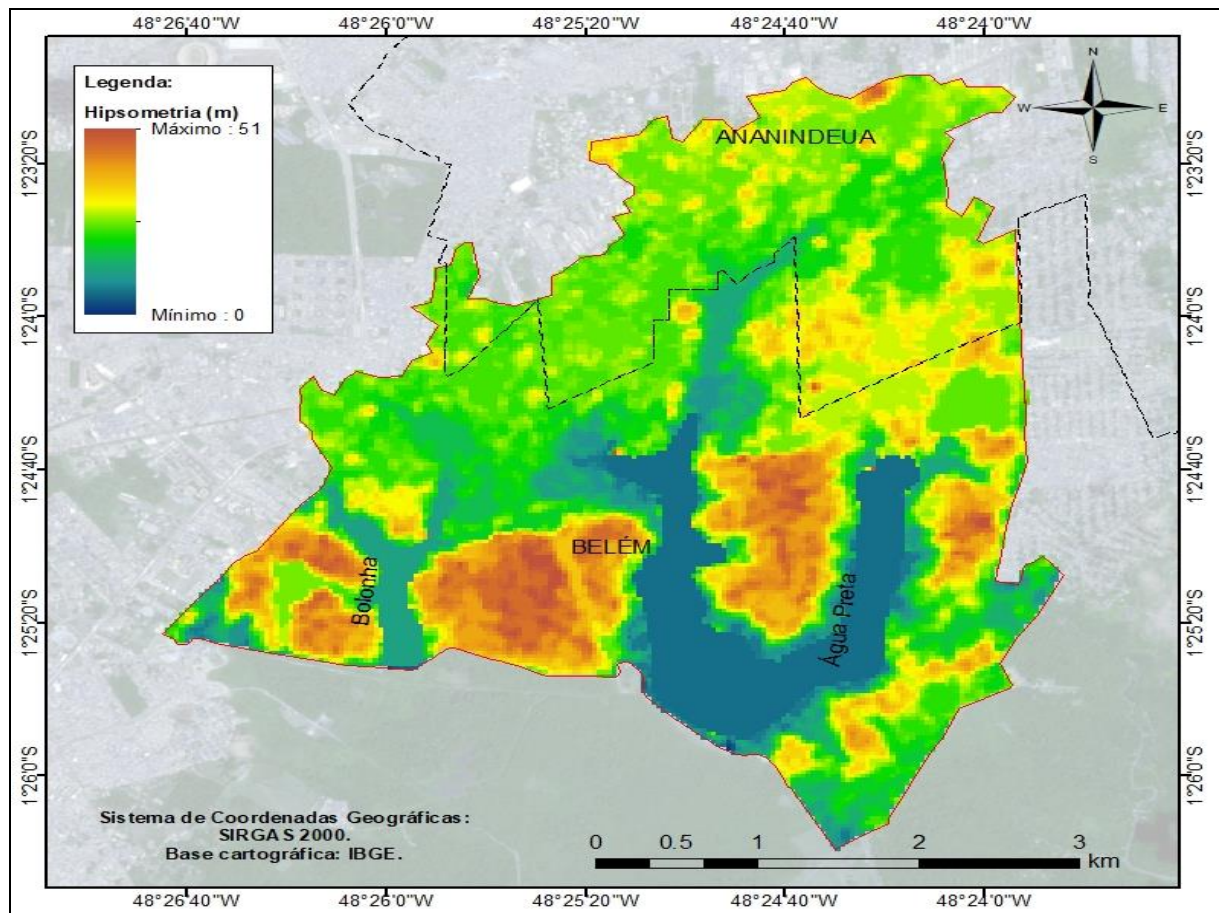 48°26'40"W 48°26'0"W 48°25'20"W 48°24'40"W 48°24'0"W
Legenda:
Hipsometria (m)
Máximo : 51
Mínimo : 0
N
W E
S
ANANINDEUA
1°23'20"S 1°23'20"S
1°24'0"S 1°24'0"S
1°24'40"S 1°24'40"S
BELÉM
Bolonha
Água Preta
1°25'20"S 1°25'20"S
1°26'0"S 1°26'0"S
Sistema de Coordenadas Geográficas:
SIRGAS 2000.
Base cartográfica: IBGE.
0 0.5 1 2 3
km
48°26'40"W 48°26'0"W 48°25'20"W 48°24'40"W 48°24'0"W